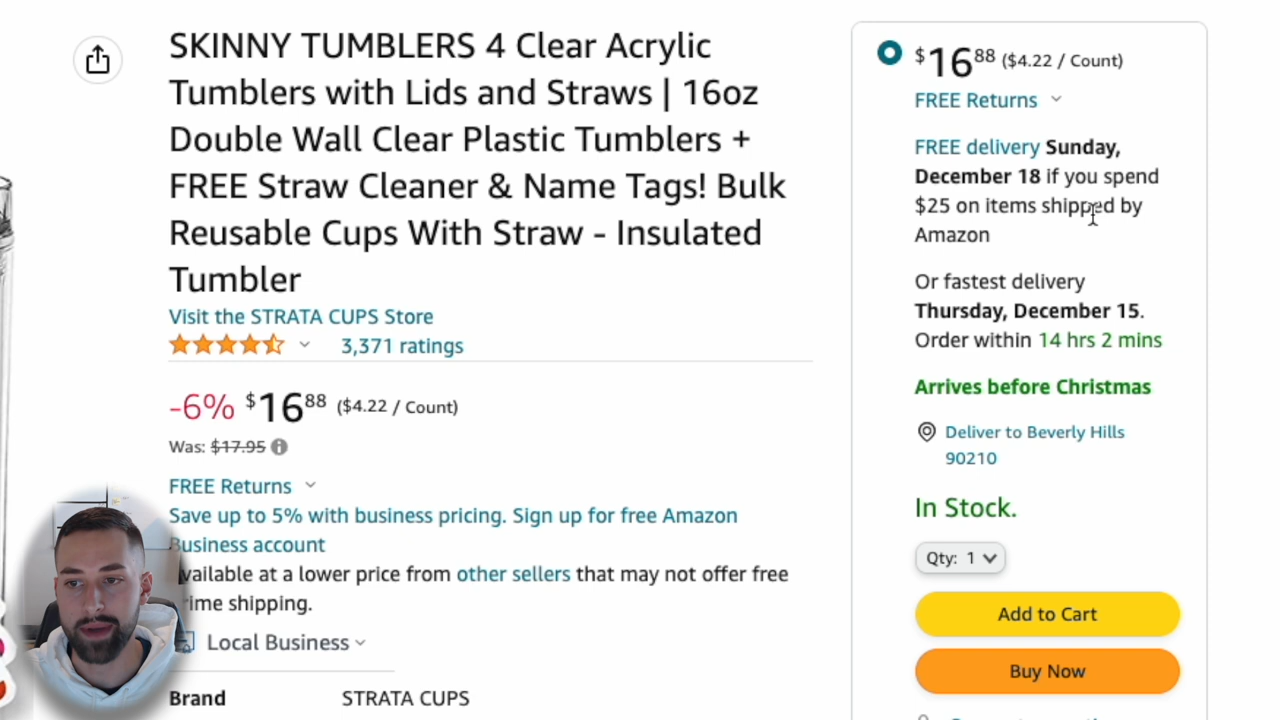 SKINNY TUMBLERS 4 Clear Acrylic
Tumblers with Lids and Straws | 16oz
Double Wall Clear Plastic Tumblers +
FREE Straw Cleaner & Name Tags! Bulk
Reusable Cups With Straw - Insulated
Tumbler
Visit the STRATA CUPS Store
3,371 ratings
-6% $16 88 ($4.22 / Count)
Was: $17.95
FREE Returns
Save up to 5% with business pricing. Sign up for free Amazon
Business account
vailable at a lower price from other sellers that may not offer free
rime shipping.
Local Business
Brand STRATA CUPS
$16 88 ($4.22 / Count)
FREE Returns
FREE delivery Sunday,
December 18 if you spend
$25 on items shipped by
Amazon
Or fastest delivery
Thursday, December 15.
Order within 14 hrs 2 mins
Arrives before Christmas
Deliver to Beverly Hills
90210
In Stock.
Qty: 1
Add to Cart
Buy Now